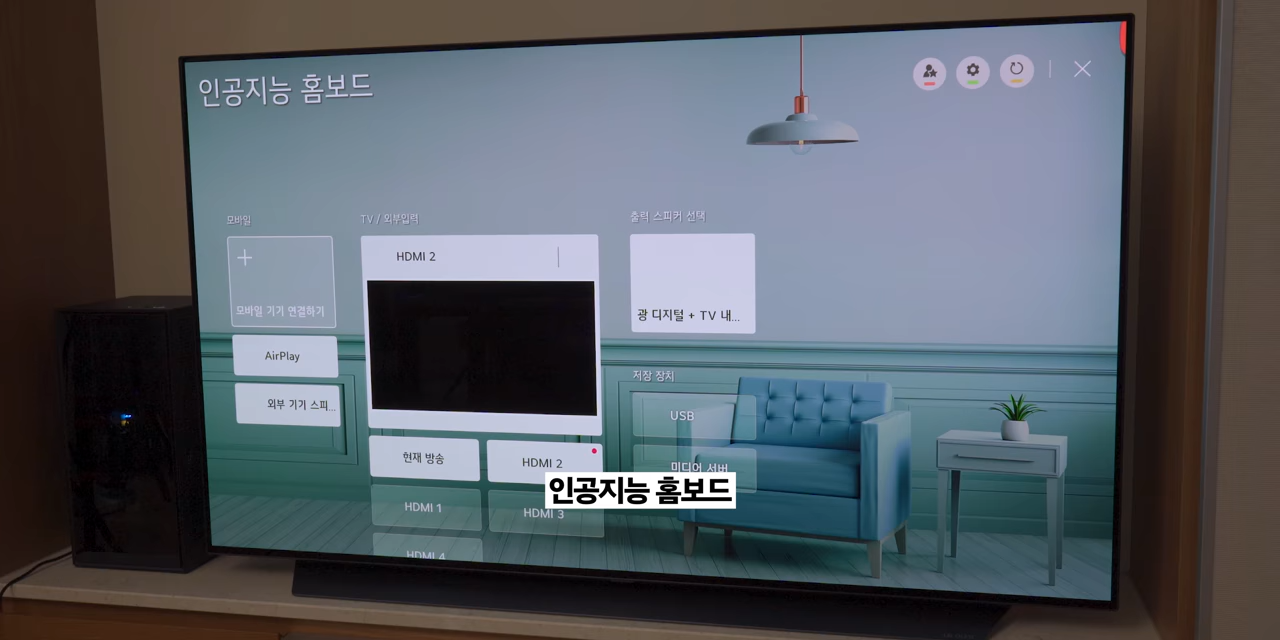 인공지능 홈보드
모바일
TV / 외부입력
출력 스피커 선택
HDMI 2
모바일 기기 연결하기
광 디지털 + TV 내...
AirPlay
저장 장치
외부 기기 스피...
USB
현재 방송
HDMI 2
미디어 서버
인공지능 홈보드
HDMI 1
HDMI 3
HDMI 4